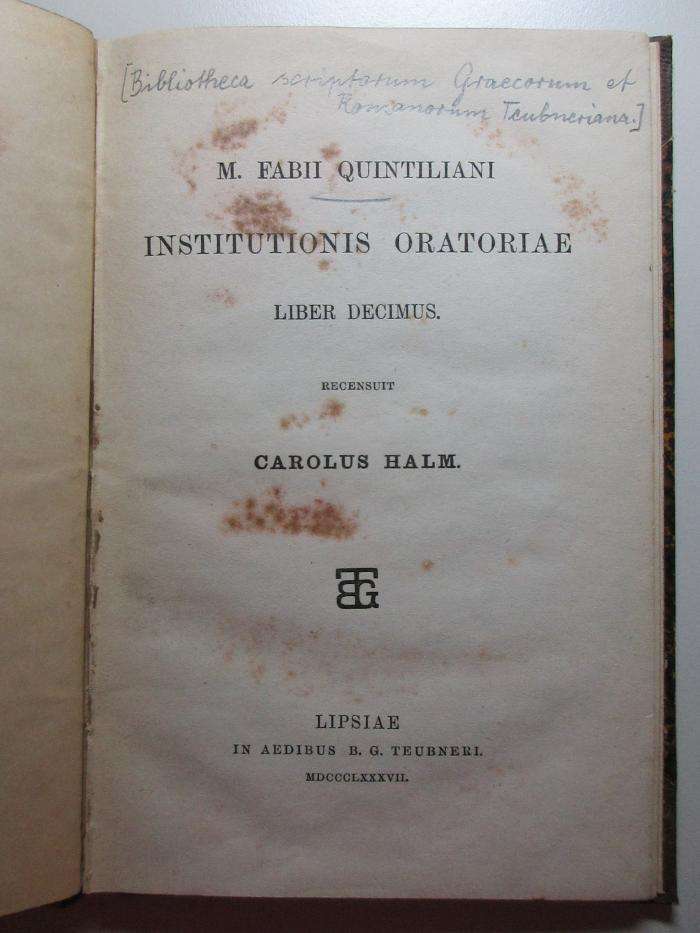 [Bibliotheca scriptorum Graecorum et
Romanorum Teubneriana.]
M. FABII QUINTILIANI
INSTITUTIONIS ORATORIAE
LIBER DECIMUS.
RECENSUIT
CAROLUS HALM.
BTG
LIPSIAE
IN AEDIBUS B. G. TEUBNERI.
MDCCCLXXXVII.